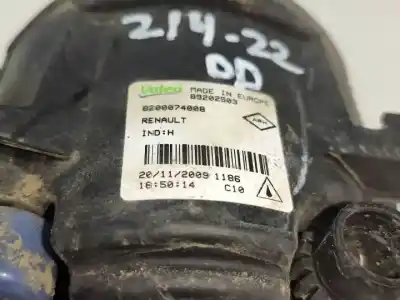 214-22
DD
Valeo MADE IN EUROPE
89202503
8200074008
RENAULT
IND:H
20/11/2009 1186
18:50:14 C10